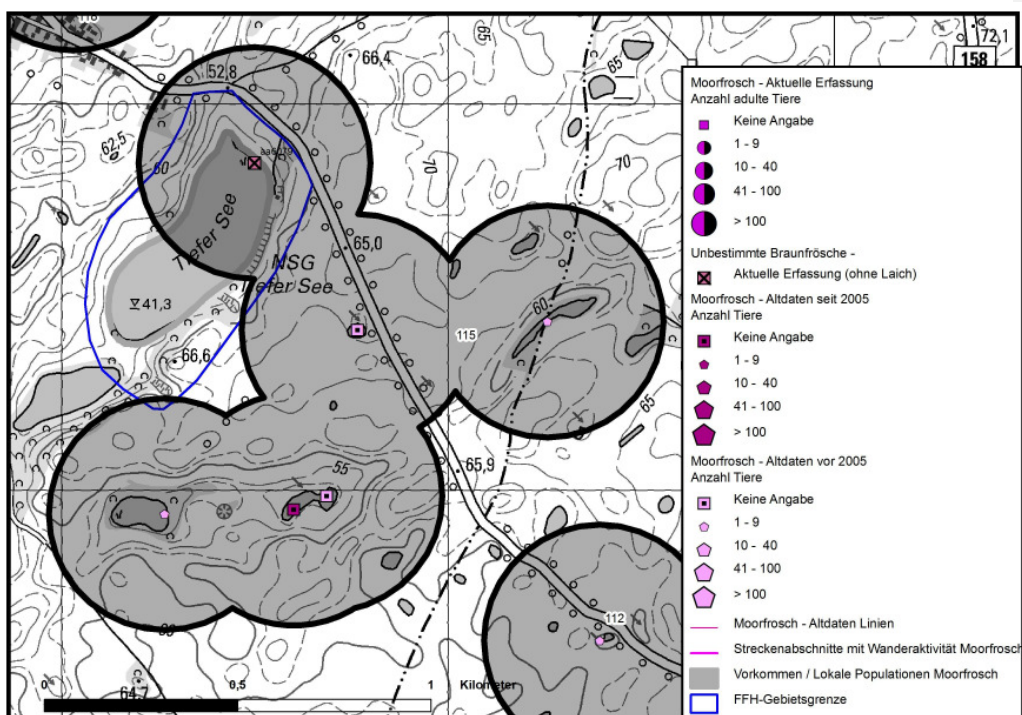 118
52,8
66,4
65
72,1
158
62,5
60
aa6079
70
70
65
Tiefer See
NSG
Tiefer See
65,0
41,3
66,6
115
60
65
65,9
55
60
112
64,7
0
0,5
1
Kilometer
Moorfrosch - Aktuelle Erfassung
Anzahl adulte Tiere
Keine Angabe
1 - 9
10 - 40
41 - 100
> 100
Unbestimmte Braunfrösche -
Aktuelle Erfassung (ohne Laich)
Moorfrosch - Altdaten seit 2005
Anzahl Tiere
Keine Angabe
1 - 9
10 - 40
41 - 100
> 100
Moorfrosch - Altdaten vor 2005
Anzahl Tiere
Keine Angabe
1 - 9
10 - 40
41 - 100
> 100
Moorfrosch - Altdaten Linien
Streckenabschnitte mit Wanderaktivität Moorfrosch
Vorkommen / Lokale Populationen Moorfrosch
FFH-Gebietsgrenze